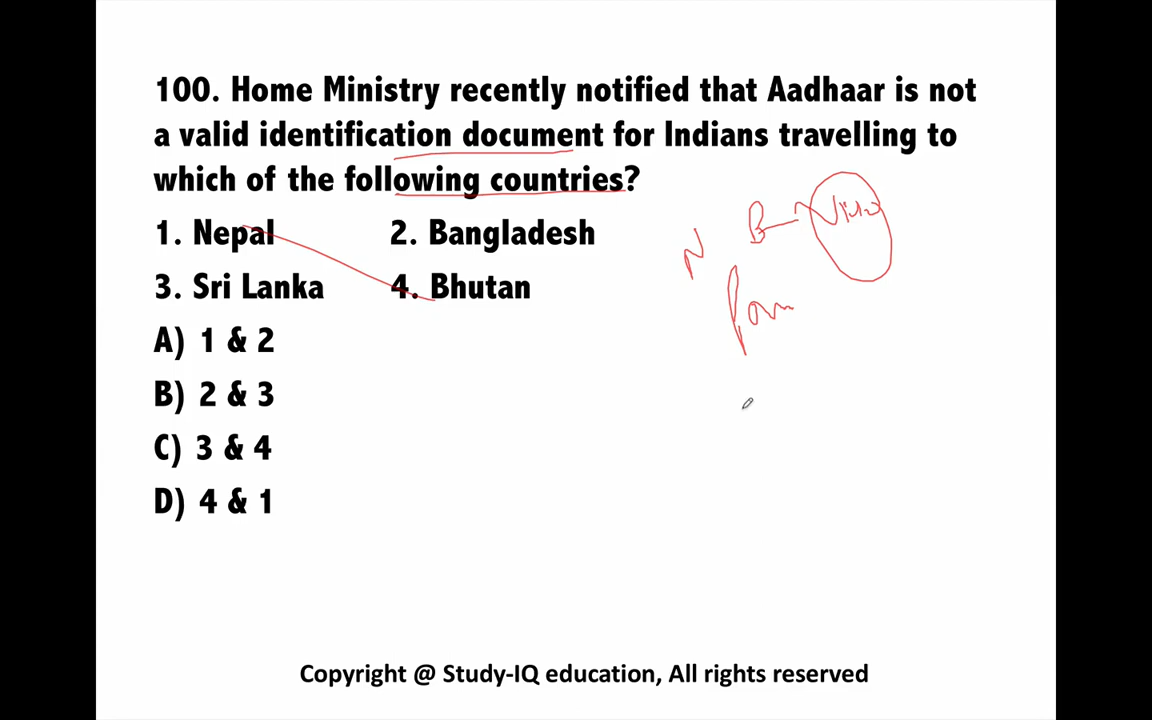 100. Home Ministry recently notified that Aadhaar is not
a valid identification document for Indians travelling to
which of the following countries?
1. Nepal 2. Bangladesh
3. Sri Lanka 4. Bhutan
A) 1 & 2
B) 2 & 3
C) 3 & 4
D) 4 & 1
N B
Copyright @ Study-IQ education, All rights reserved